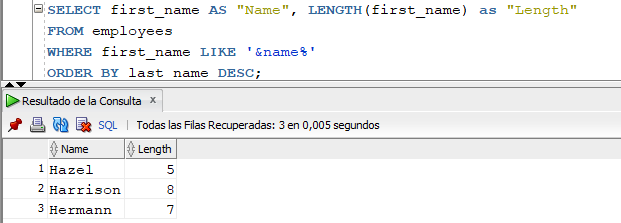 SELECT first_name AS "Name", LENGTH(first_name) as "Length"
FROM employees
WHERE first_name LIKE '&name%'
ORDER BY last_name DESC;
Resultado de la Consulta x
SQL | Todas las Filas Recuperadas: 3 en 0,005 segundos
Name Length
1 Hazel 5
2 Harrison 8
3 Hermann 7